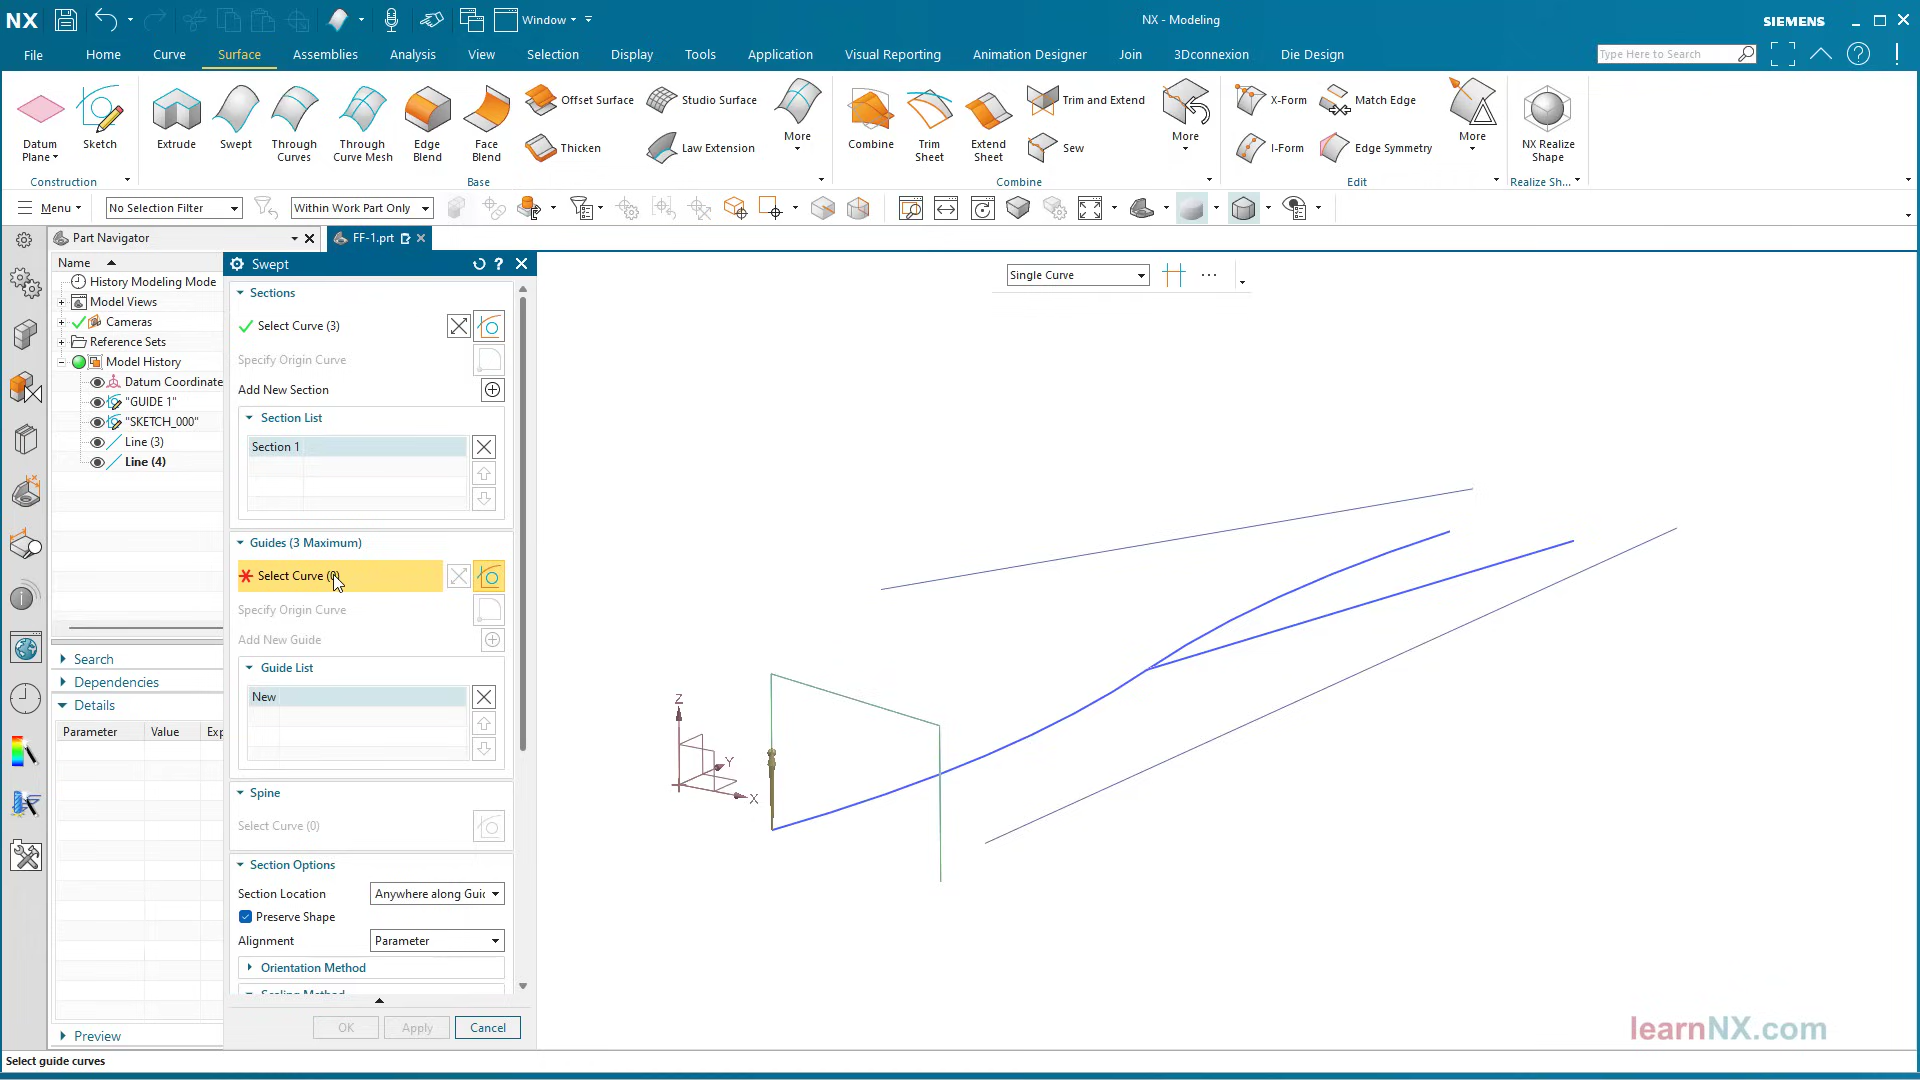 NX
Window
NX - Modeling
SIEMENS
File
Home
Curve
Surface
Assemblies
Analysis
View
Selection
Display
Tools
Application
Visual Reporting
Animation Designer
Join
3Dconnexion
Die Design
Type Here to Search
Datum Plane
Sketch
Extrude
Swept
Through Curves
Through Curve Mesh
Edge Blend
Face Blend
Offset Surface
Thicken
Studio Surface
Law Extension
More
Combine
Trim Sheet
Extend Sheet
Trim and Extend
Sew
More
X-Form
I-Form
Match Edge
Edge Symmetry
More
NX Realize Shape
Construction
Base
Combine
Edit
Realize Sh...
Menu
No Selection Filter
Within Work Part Only
Part Navigator
FF-1.prt
Name
History Modeling Mode
Model Views
Cameras
Reference Sets
Model History
Datum Coordinate
"GUIDE 1"
"SKETCH_000"
Line (3)
Line (4)
Search
Dependencies
Details
Parameter
Value
Exp
Preview
Swept
Sections
Select Curve (3)
Specify Origin Curve
Add New Section
Section List
Section 1
Guides (3 Maximum)
Select Curve (0)
Specify Origin Curve
Add New Guide
Guide List
New
Spine
Select Curve (0)
Section Options
Section Location
Anywhere along Guid
Preserve Shape
Alignment
Parameter
Orientation Method
OK
Apply
Cancel
Single Curve
Z
Y
X
learnNX.com
Select guide curves